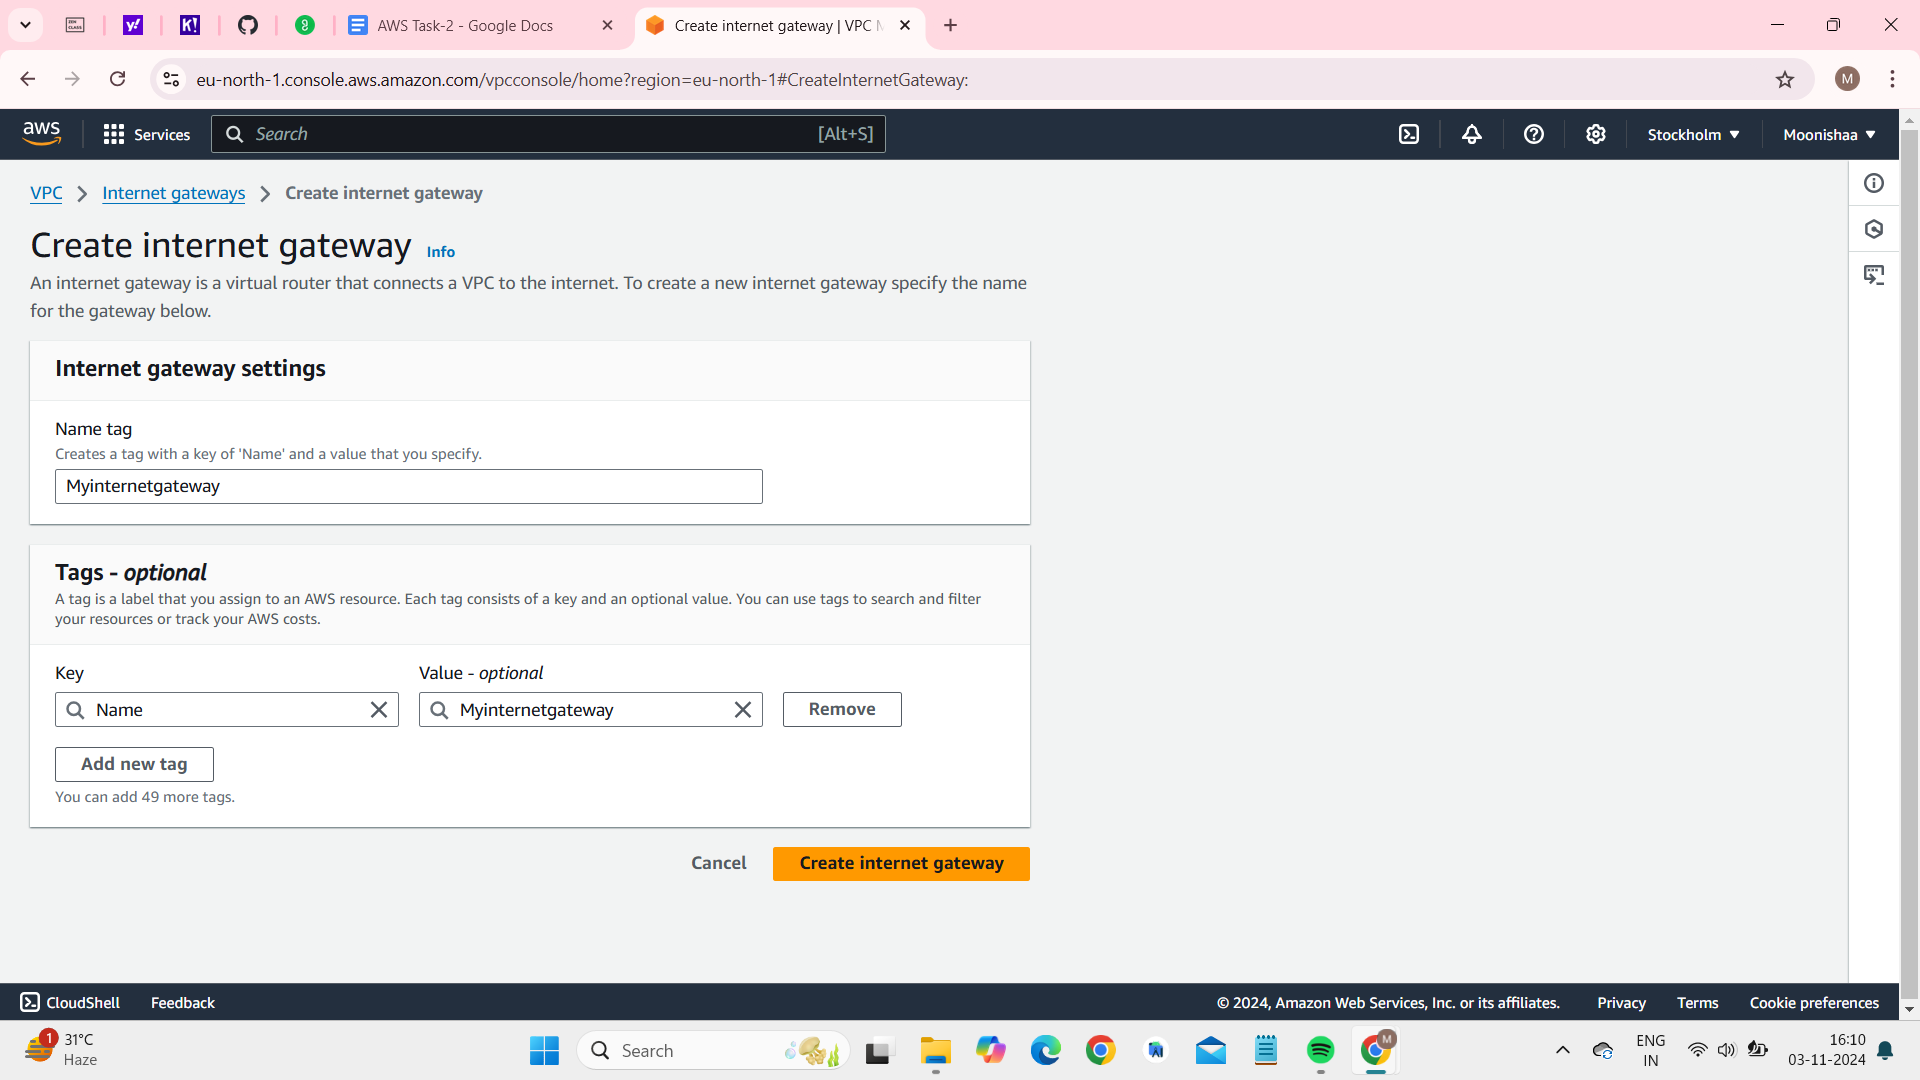 AWS Task-2 - Google Docs
Create internet gateway | VPC M
eu-north-1.console.aws.amazon.com/vpcconsole/home?region=eu-north-1#CreateInternetGateway:
M
aws
Services
Search
[Alt+S]
Stockholm
Moonishaa
VPC
Internet gateways
Create internet gateway
Create internet gateway
Info
An internet gateway is a virtual router that connects a VPC to the internet. To create a new internet gateway specify the name
for the gateway below.
Internet gateway settings
Name tag
Creates a tag with a key of 'Name' and a value that you specify.
Myinternetgateway
Tags - optional
A tag is a label that you assign to an AWS resource. Each tag consists of a key and an optional value. You can use tags to search and filter
your resources or track your AWS costs.
Key
Value - optional
Name
Myinternetgateway
Remove
Add new tag
You can add 49 more tags.
Cancel
Create internet gateway
CloudShell
Feedback
© 2024, Amazon Web Services, Inc. or its affiliates.
Privacy
Terms
Cookie preferences
1
31°C
Haze
Search
M
ENG
IN
16:10
03-11-2024